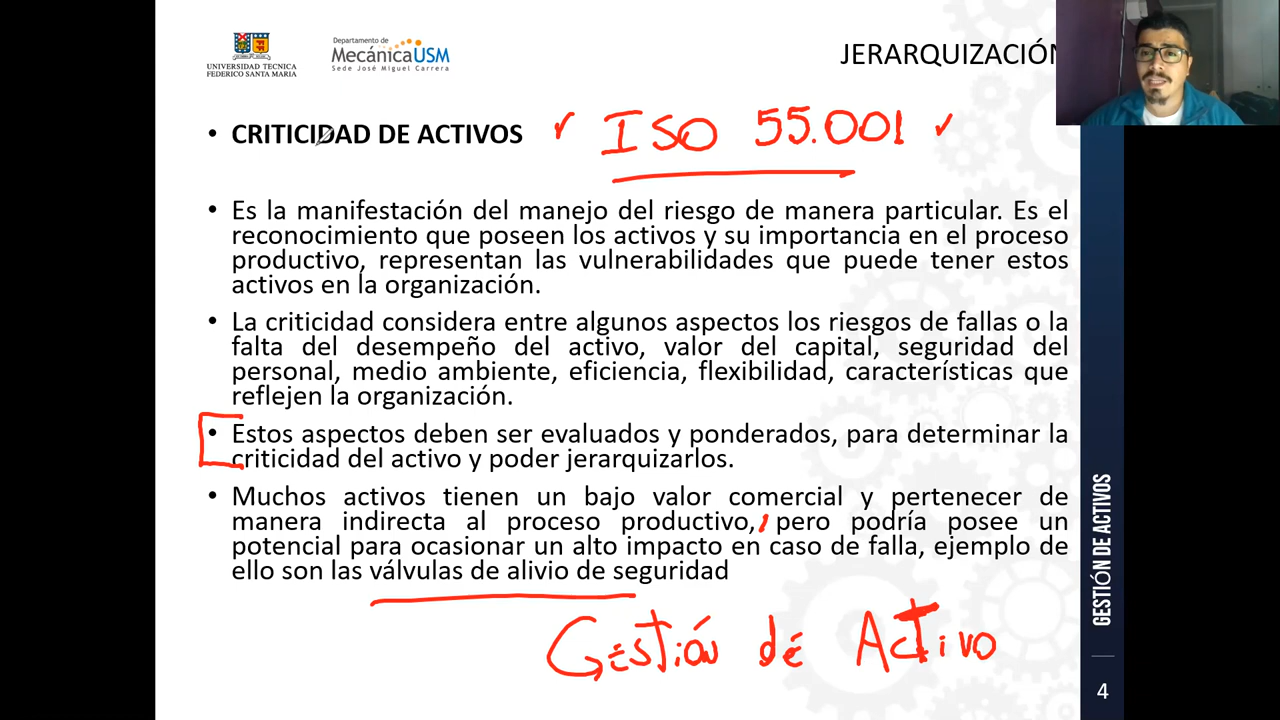 UNIVERSIDAD TECNICA
FEDERICO SANTA MARIA
Departamento de
MecánicaUSM
Sede José Miguel Carrera
JERARQUIZACIÓN
• CRITICIDAD DE ACTIVOS
ISO 55.001
• Es la manifestación del manejo del riesgo de manera particular. Es el
reconocimiento que poseen los activos y su importancia en el proceso
productivo, representan las vulnerabilidades que puede tener estos
activos en la organización.
• La criticidad considera entre algunos aspectos los riesgos de fallas o la
falta del desempeño del activo, valor del capital, seguridad del
personal, medio ambiente, eficiencia, flexibilidad, características que
reflejen la organización.
• Estos aspectos deben ser evaluados y ponderados, para determinar la
criticidad del activo y poder jerarquizarlos.
• Muchos activos tienen un bajo valor comercial y pertenecer de
manera indirecta al proceso productivo, pero podría posee un
potencial para ocasionar un alto impacto en caso de falla, ejemplo de
ello son las válvulas de alivio de seguridad
Gestión de Activo
GESTIÓN DE ACTIVOS
4